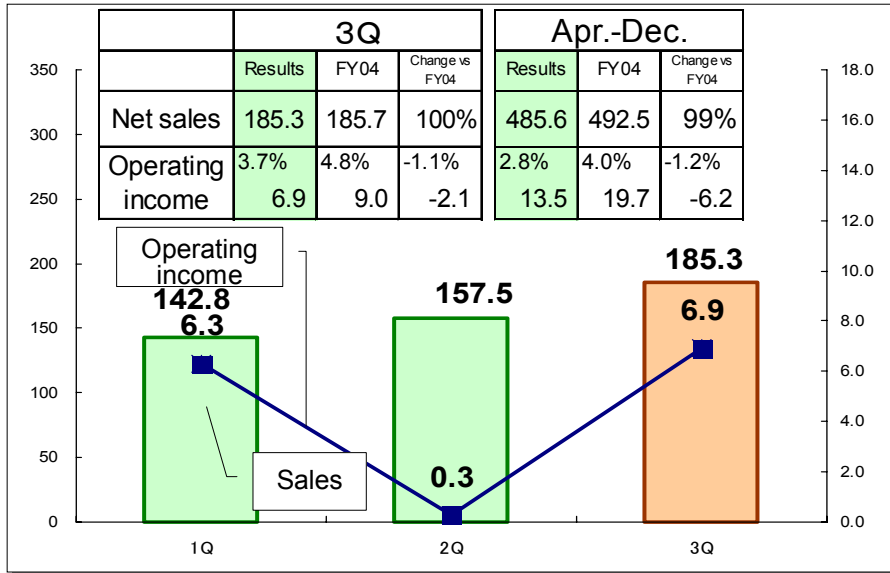 3Q Apr.-Dec.
Results FY04 Change vs FY04 Results FY04 Change vs FY04
Net sales 185.3 185.7 100% 485.6 492.5 99%
Operating income 3.7% 4.8% -1.1% 2.8% 4.0% -1.2%
6.9 9.0 -2.1 13.5 19.7 -6.2
350
300
250
200
150
100
50
0
18.0
16.0
14.0
12.0
10.0
8.0
6.0
4.0
2.0
0.0
Operating
income
142.8
6.3
157.5
0.3
185.3
6.9
Sales
1Q 2Q 3Q